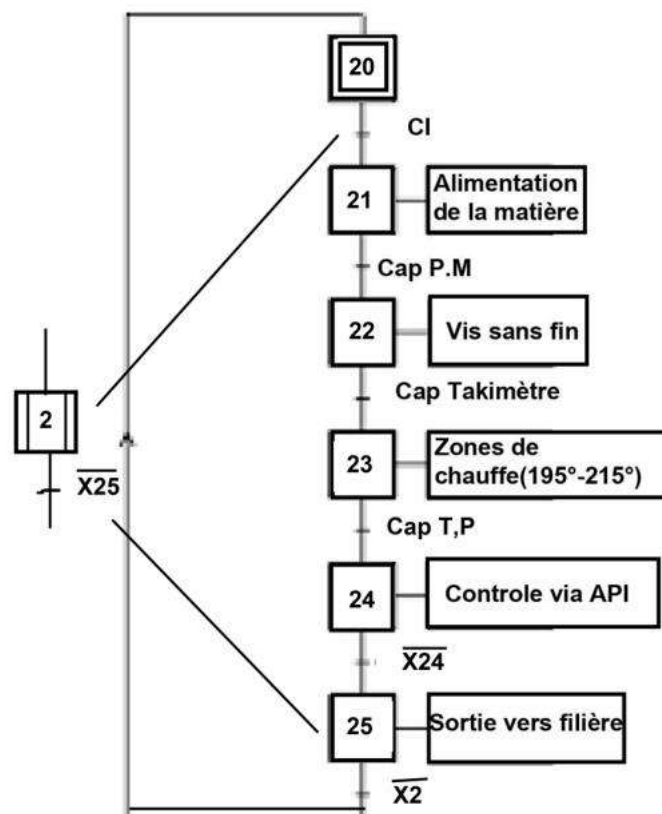 20
CI
21
Alimentation
de la matière
Cap P.M
22
Vis sans fin
Cap Takimètre
2
X25
23
Zones de
chauffe(195°-215°)
Cap T,P
24
Controle via API
X24
25
Sortie vers filière
X2